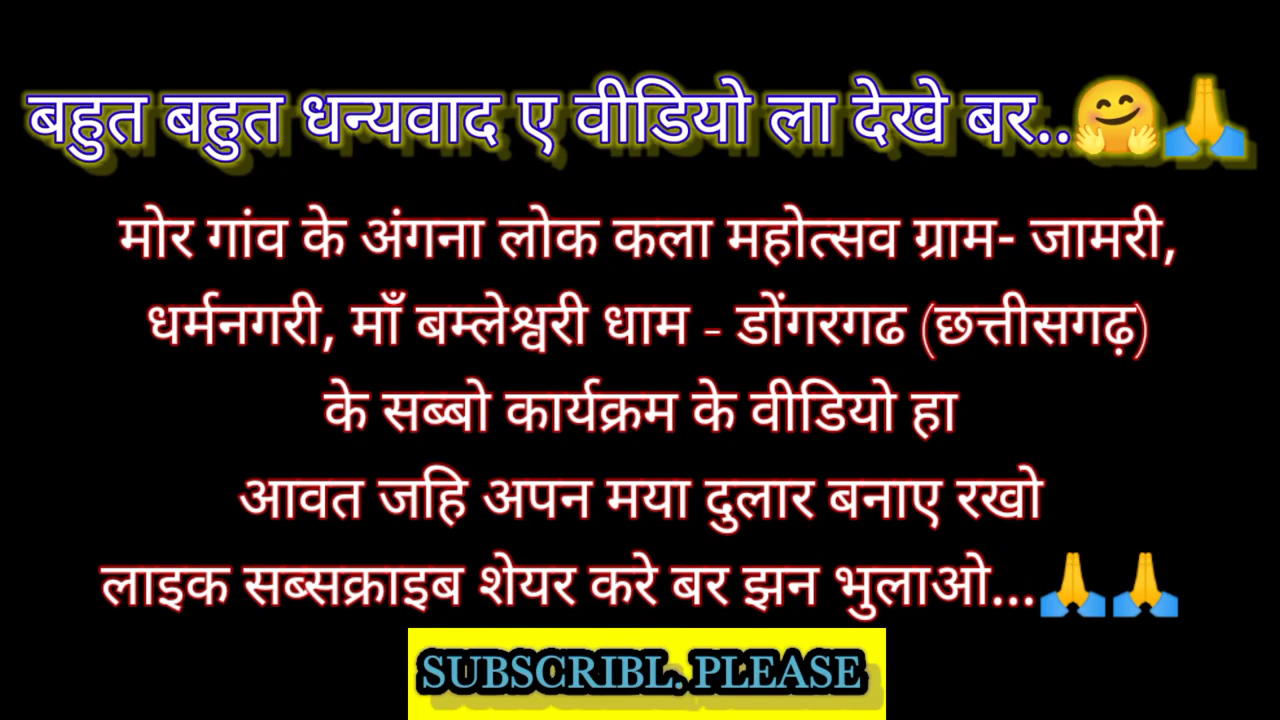 बहुत बहुत धन्यवाद ए वीडियो ला देखे बर..🤗🙏
मोर गांव के अंगना लोक कला महोत्सव ग्राम- जामरी,
धर्मनगरी, माँ बम्लेश्वरी धाम - डोंगरगढ (छत्तीसगढ़)
के सब्बो कार्यक्रम के वीडियो हा
आवत जहि अपन मया दुलार बनाए रखो
लाइक सब्सक्राइब शेयर करे बर झन भुलाओ...🙏🙏
SUBSCRIBL. PLEASE